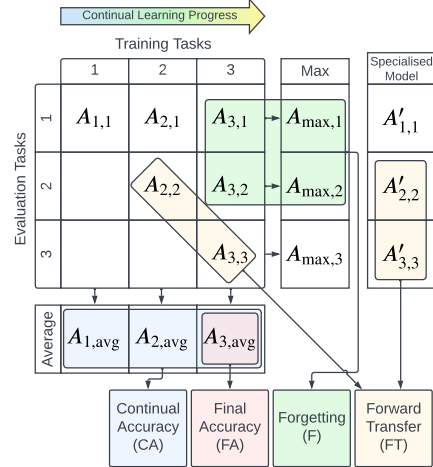 Continual Learning Progress
Training Tasks
1 2 3 Max Specialised
Model
Evaluation Tasks
1 A1,1 A2,1 A3,1 Amax,1 A′1,1
2 A2,2 A3,2 Amax,2 A′2,2
3 A3,3 Amax,3 A′3,3
Average A1,avg A2,avg A3,avg
Continual
Accuracy
(CA)
Final
Accuracy
(FA)
Forgetting
(F)
Forward
Transfer
(FT)